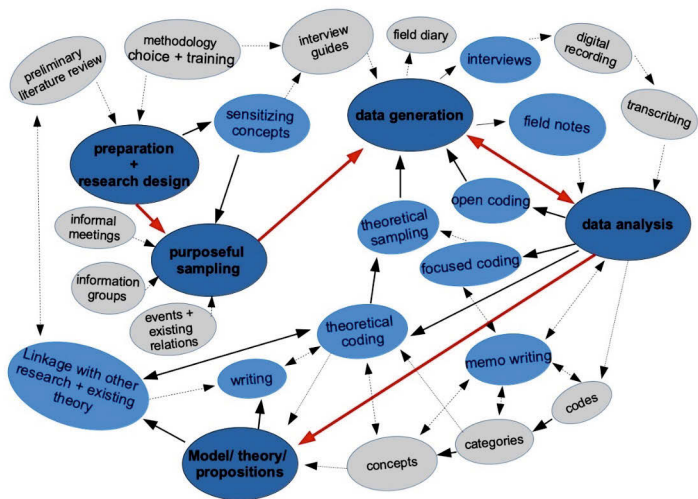 preliminary
literature review
methodology
choice + training
interview
guides
field diary
interviews
digital
recording
transcribing
sensitizing
concepts
data generation
field notes
preparation
+
research design
open coding
data analysis
informal
meetings
purposeful
sampling
theoretical
sampling
focused coding
information
groups
events +
existing
relations
theoretical
coding
Linkage with other
research + existing
theory
writing
memo writing
codes
categories
concepts
Model/ theory/
propositions